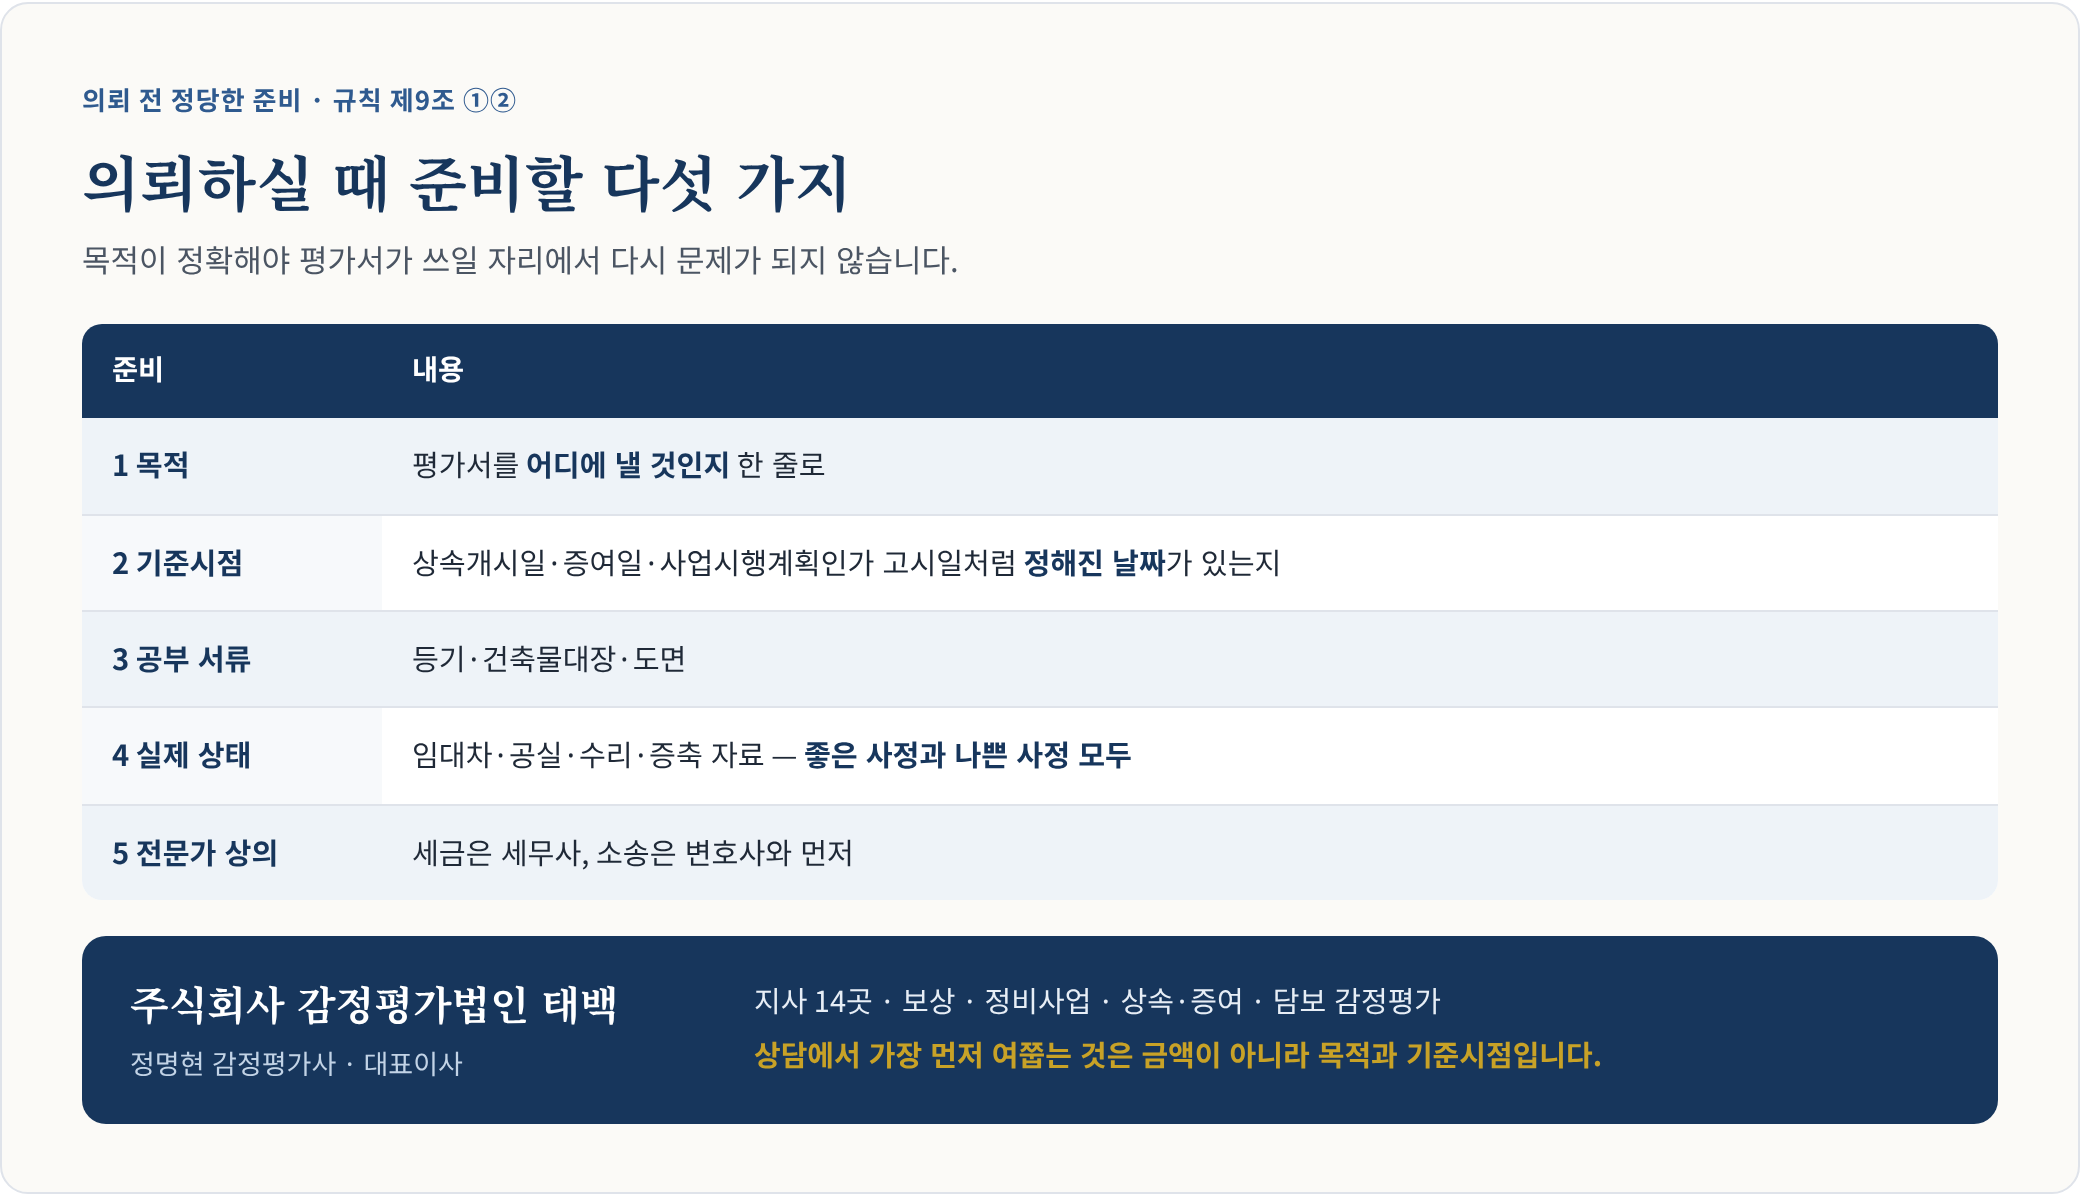 의뢰 전 정당한 준비 · 규칙 제9조 ①②
의뢰하실 때 준비할 다섯 가지
목적이 정확해야 평가서가 쓰일 자리에서 다시 문제가 되지 않습니다.
준비 내용
1 목적 평가서를 어디에 낼 것인지 한 줄로
2 기준시점 상속개시일·증여일·사업시행계획인가 고시일처럼 정해진 날짜가 있는지
3 공부 서류 등기·건축물대장·도면
4 실제 상태 임대차·공실·수리·증축 자료 — 좋은 사정과 나쁜 사정 모두
5 전문가 상의 세금은 세무사, 소송은 변호사와 먼저
주식회사 감정평가법인 태백
정명현 감정평가사 · 대표이사
지사 14곳 · 보상 · 정비사업 · 상속·증여 · 담보 감정평가
상담에서 가장 먼저 여쭙는 것은 금액이 아니라 목적과 기준시점입니다.